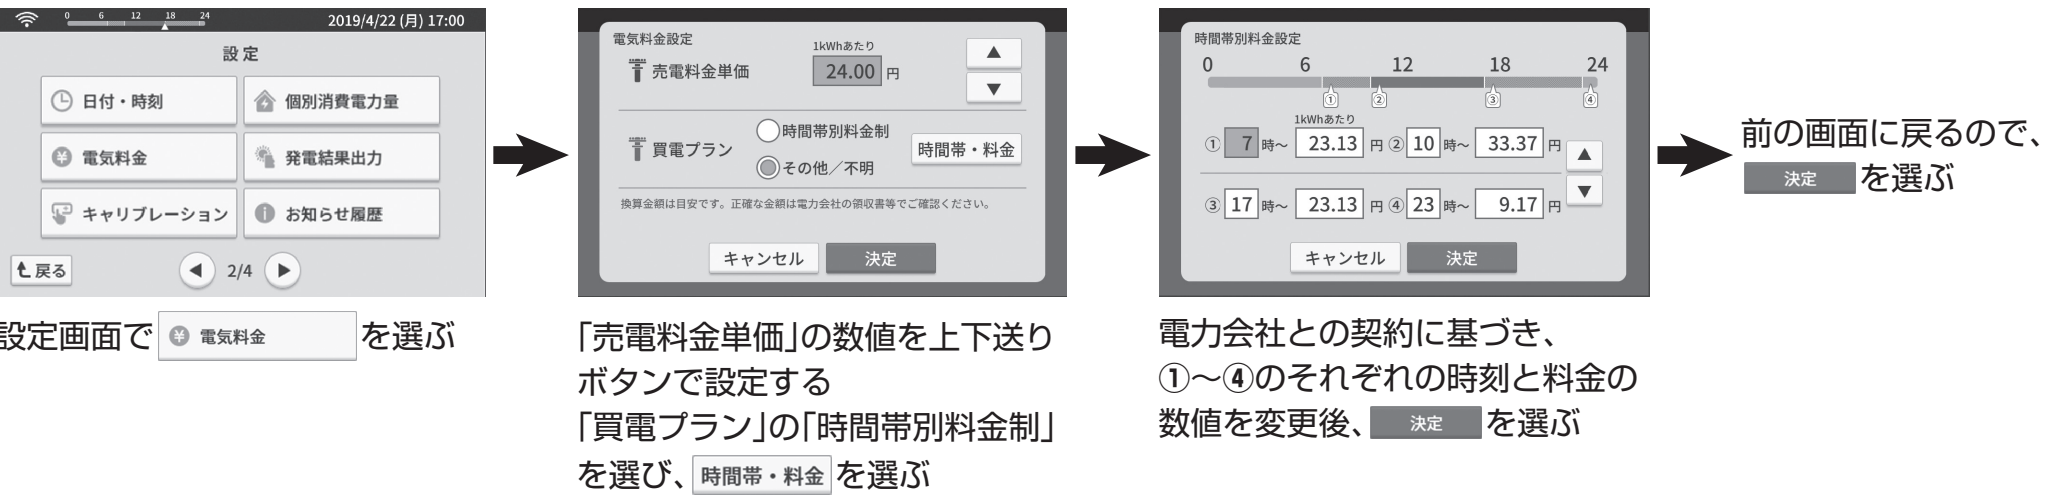 0 6 12 18 24
2019/4/22 (月) 17:00
設定
日付・時刻
個別消費電力量
電気料金
発電結果出力
キャリブレーション
お知らせ履歴
戻る
2/4
設定画面で 電気料金 を選ぶ
電気料金設定
1kWhあたり
売電料金単価 24.00 円
買電プラン
時間帯別料金制
その他／不明
時間帯・料金
換算金額は目安です。正確な金額は電力会社の領収書等でご確認ください。
キャンセル 決定
「売電料金単価」の数値を上下送り
ボタンで設定する
「買電プラン」の「時間帯別料金制」
を選び、 時間帯・料金 を選ぶ
時間帯別料金設定
0 6 12 18 24
① ② ③ ④
1kWhあたり
① 7 時～ 23.13 円 ② 10 時～ 33.37 円
③ 17 時～ 23.13 円 ④ 23 時～ 9.17 円
キャンセル 決定
電力会社との契約に基づき、
①～④のそれぞれの時刻と料金の
数値を変更後、 決定 を選ぶ
前の画面に戻るので、
決定 を選ぶ